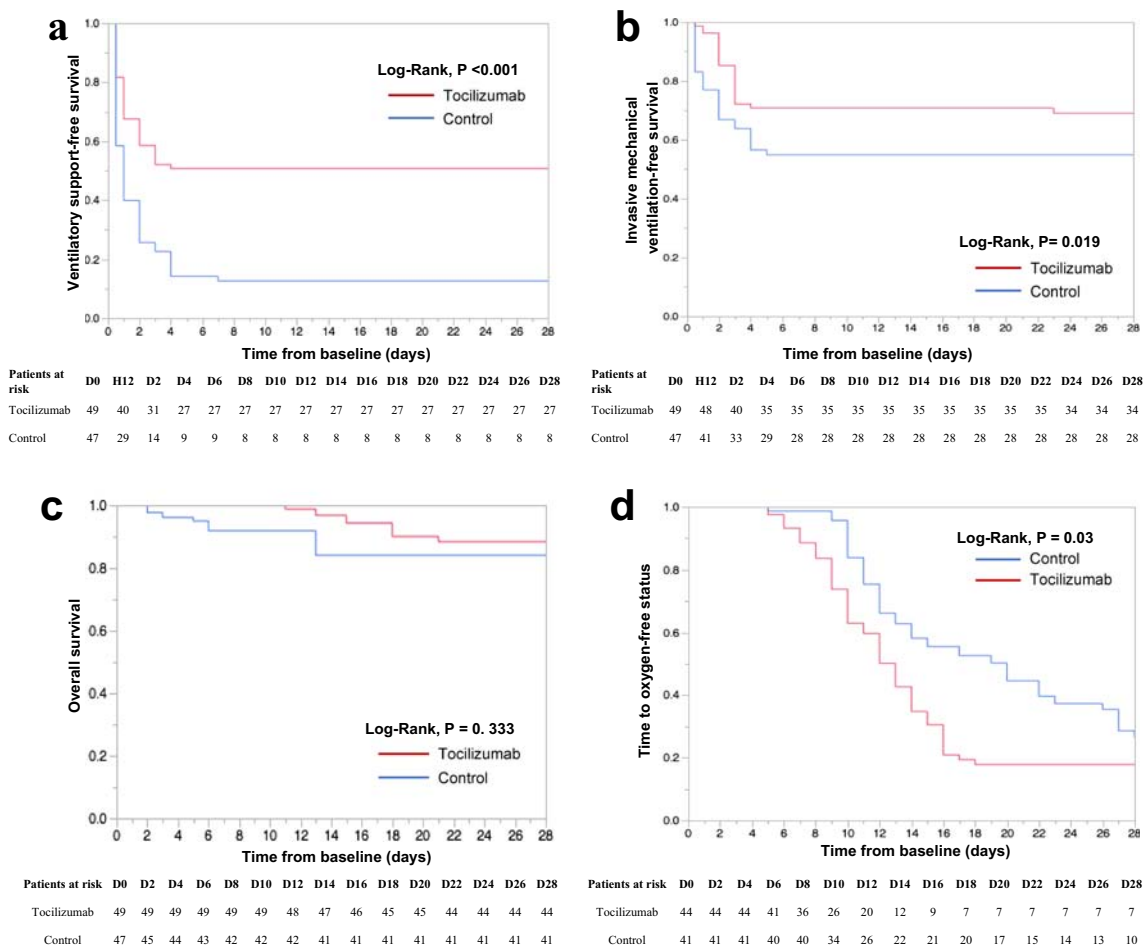 a
Ventilatory support-free survival
1.0
0.8
0.6
0.4
0.2
0.0
Log-Rank, P <0.001
Tocilizumab
Control
0 2 4 6 8 10 12 14 16 18 20 22 24 26 28
Time from baseline (days)
Patients at risk D0 H12 D2 D4 D6 D8 D10 D12 D14 D16 D18 D20 D22 D24 D26 D28
Tocilizumab 49 40 31 27 27 27 27 27 27 27 27 27 27 27 27 27
Control 47 29 14 9 9 8 8 8 8 8 8 8 8 8 8 8
b
Invasive mechanical
ventilation-free survival
1.0
0.8
0.6
0.4
0.2
0.0
Log-Rank, P= 0.019
Tocilizumab
Control
0 2 4 6 8 10 12 14 16 18 20 22 24 26 28
Time from baseline (days)
Patients at risk D0 H12 D2 D4 D6 D8 D10 D12 D14 D16 D18 D20 D22 D24 D26 D28
Tocilizumab 49 48 40 35 35 35 35 35 35 35 35 35 35 34 34 34
Control 47 41 33 29 28 28 28 28 28 28 28 28 28 28 28 28
c
Overall survival
1.0
0.8
0.6
0.4
0.2
0.0
Log-Rank, P = 0. 333
Tocilizumab
Control
0 2 4 6 8 10 12 14 16 18 20 22 24 26 28
Time from baseline (days)
Patients at risk D0 D2 D4 D6 D8 D10 D12 D14 D16 D18 D20 D22 D24 D26 D28
Tocilizumab 49 49 49 49 49 49 48 47 46 45 45 44 44 44 44
Control 47 45 44 43 42 42 42 41 41 41 41 41 41 41 41
d
Time to oxygen-free status
1.0
0.8
0.6
0.4
0.2
0.0
Log-Rank, P = 0.03
Control
Tocilizumab
0 2 4 6 8 10 12 14 16 18 20 22 24 26 28
Time from baseline (days)
Patients at risk D0 D2 D4 D6 D8 D10 D12 D14 D16 D18 D20 D22 D24 D26 D28
Tocilizumab 44 44 44 41 36 26 20 12 9 7 7 7 7 7 7
Control 41 41 41 40 40 34 26 22 21 20 17 15 14 13 10